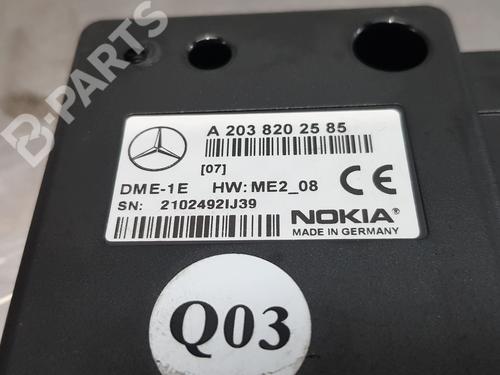 B-PARTS
A 203 820 25 85
[07]
DME-1E HW: ME2_08 CE
SN: 2102492IJ39
NOKIA®
MADE IN GERMANY
Q03